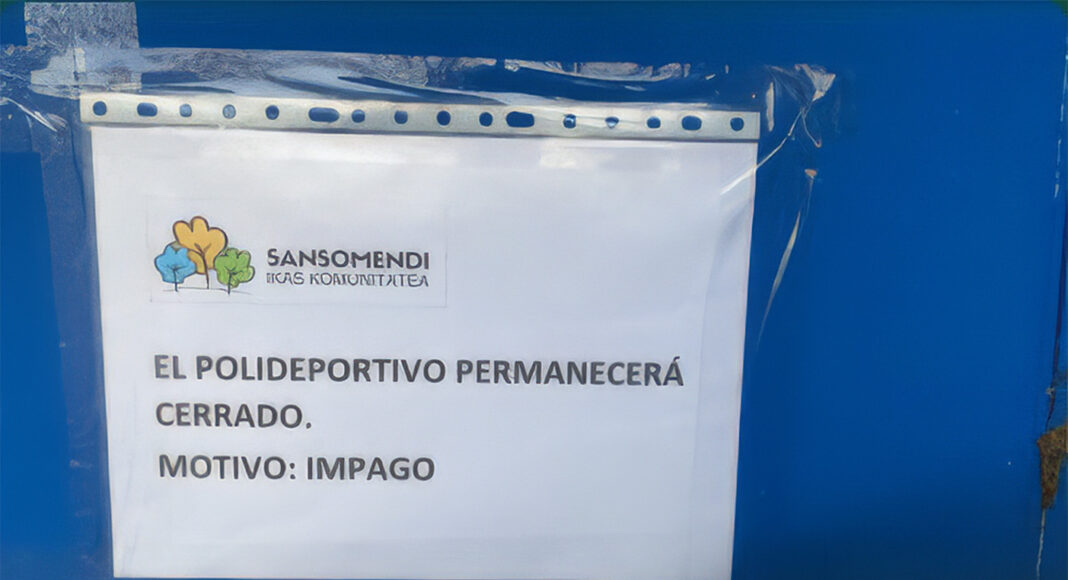 SANSOMENDI
IKAS KOMUNITATEA
EL POLIDEPORTIVO PERMANECERÁ
CERRADO.
MOTIVO: IMPAGO